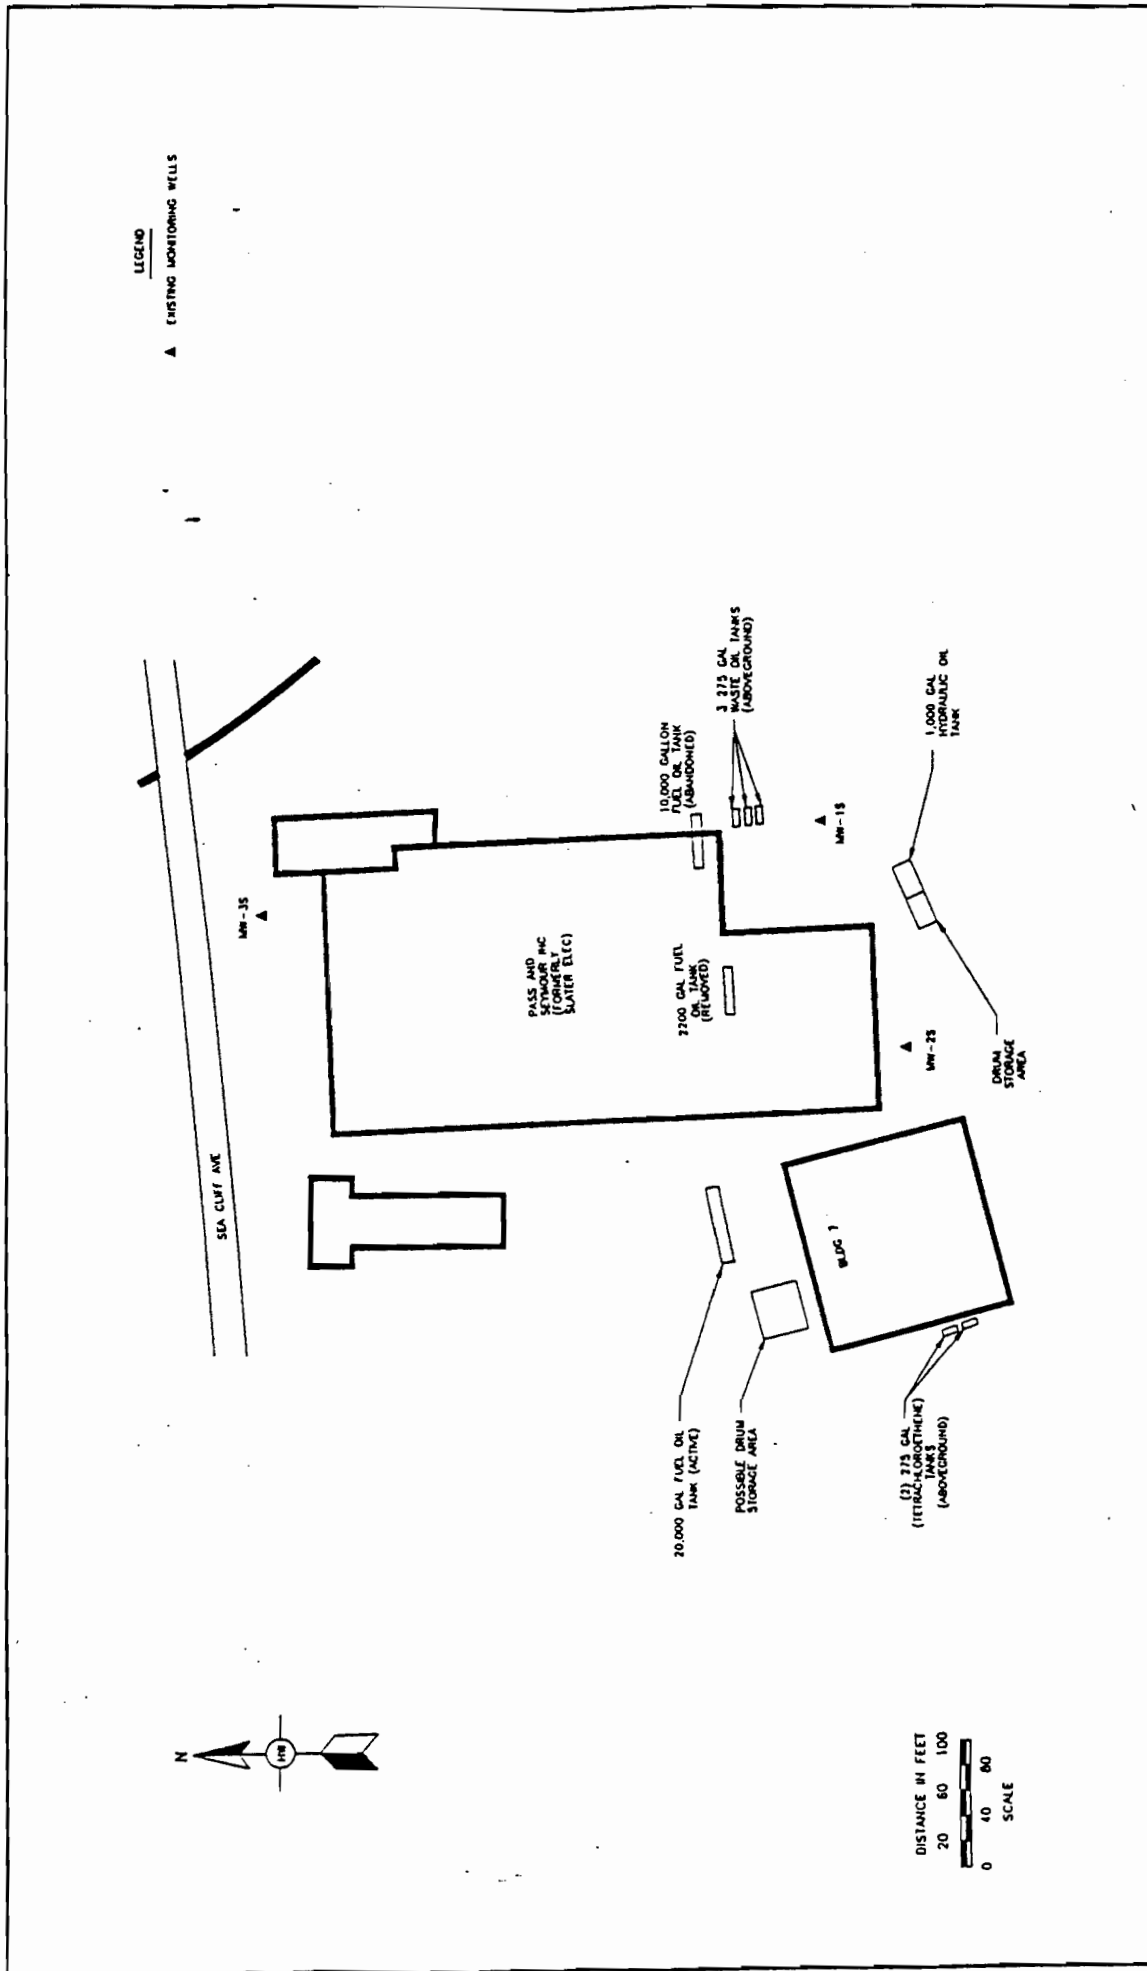 LEGEND
▲ EXISTING MONITORING WELLS
SEA CLIFF AVE
MW-3S
PASS AND
SEYMOUR INC
(FORMERLY
SLATER ELEC)
10,000 GALLON
FUEL OIL TANK
(ABANDONED)
3 275 GAL
WASTE OIL TANKS
(ABOVEGROUND)
2200 GAL FUEL
OIL TANK
(REMOVED)
MW-1S
MW-2S
1,000 GAL
HYDRAULIC OIL
TANK
DRUM
STORAGE
AREA
20,000 GAL FUEL OIL
TANK (ACTIVE)
POSSIBLE DRUM
STORAGE AREA
BLDG
(2) 275 GAL
(TETRACHLOROETHENE)
TANKS
(ABOVEGROUND)
N
DISTANCE IN FEET
20 60 100
0 40 80
SCALE